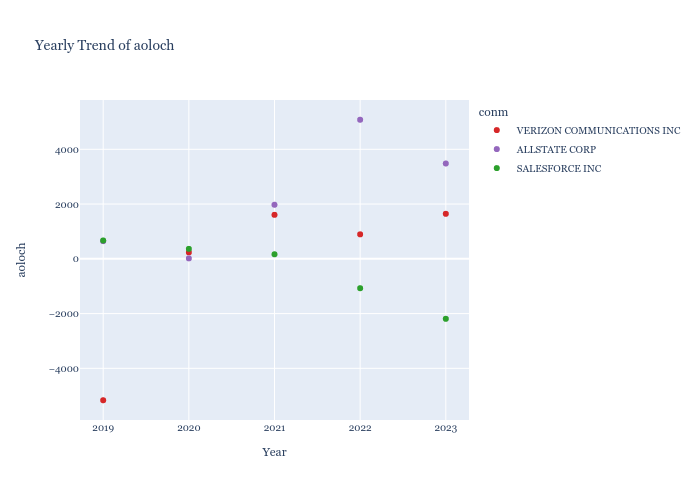 Yearly Trend of aoloch
conm
VERIZON COMMUNICATIONS INC
ALLSTATE CORP
SALESFORCE INC
4000
2000
0
−2000
−4000
aoloch
2019
2020
2021
2022
2023
Year